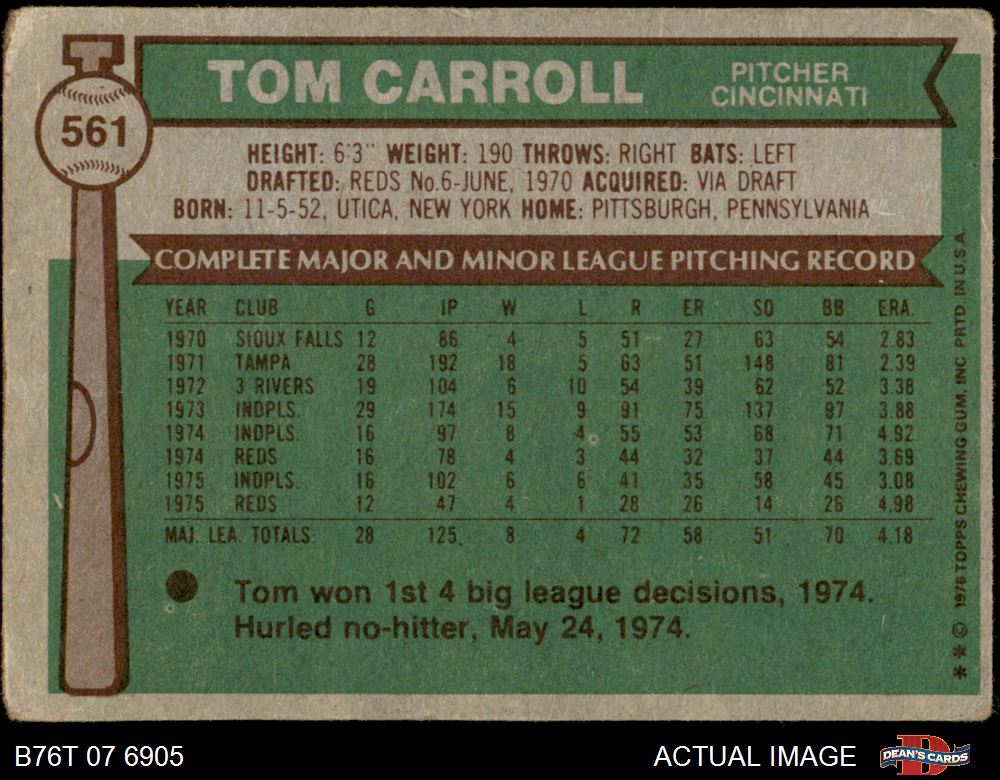 TOM CARROLL
PITCHER
CINCINNATI
561
HEIGHT: 6'3" WEIGHT: 190 THROWS: RIGHT BATS: LEFT
DRAFTED: REDS No.6-JUNE, 1970 ACQUIRED: VIA DRAFT
BORN: 11-5-52, UTICA, NEW YORK HOME: PITTSBURGH, PENNSYLVANIA
COMPLETE MAJOR AND MINOR LEAGUE PITCHING RECORD
YEAR CLUB G IP W L R ER SO BB ERA.
1970 SIOUX FALLS 12 86 4 5 51 27 63 54 2.83
1971 TAMPA 28 192 18 5 63 51 148 81 2.39
1972 3 RIVERS 19 104 6 10 54 39 62 52 3.38
1973 INDPLS. 29 174 15 9 91 75 137 97 3.88
1974 INDPLS. 16 97 8 4 55 53 68 71 4.92
1974 REDS 16 78 4 3 44 32 37 44 3.69
1975 INDPLS. 16 102 6 6 41 35 58 45 3.08
1975 REDS 12 47 4 1 28 26 14 26 4.98
MAJ. LEA. TOTALS: 28 125 8 4 72 58 51 70 4.18
Tom won 1st 4 big league decisions, 1974.
Hurled no-hitter, May 24, 1974.
** © 1976 TOPPS CHEWING GUM, INC PRTD. IN U.S.A.
B76T 07 6905
ACTUAL IMAGE
DEAN'S CARDS